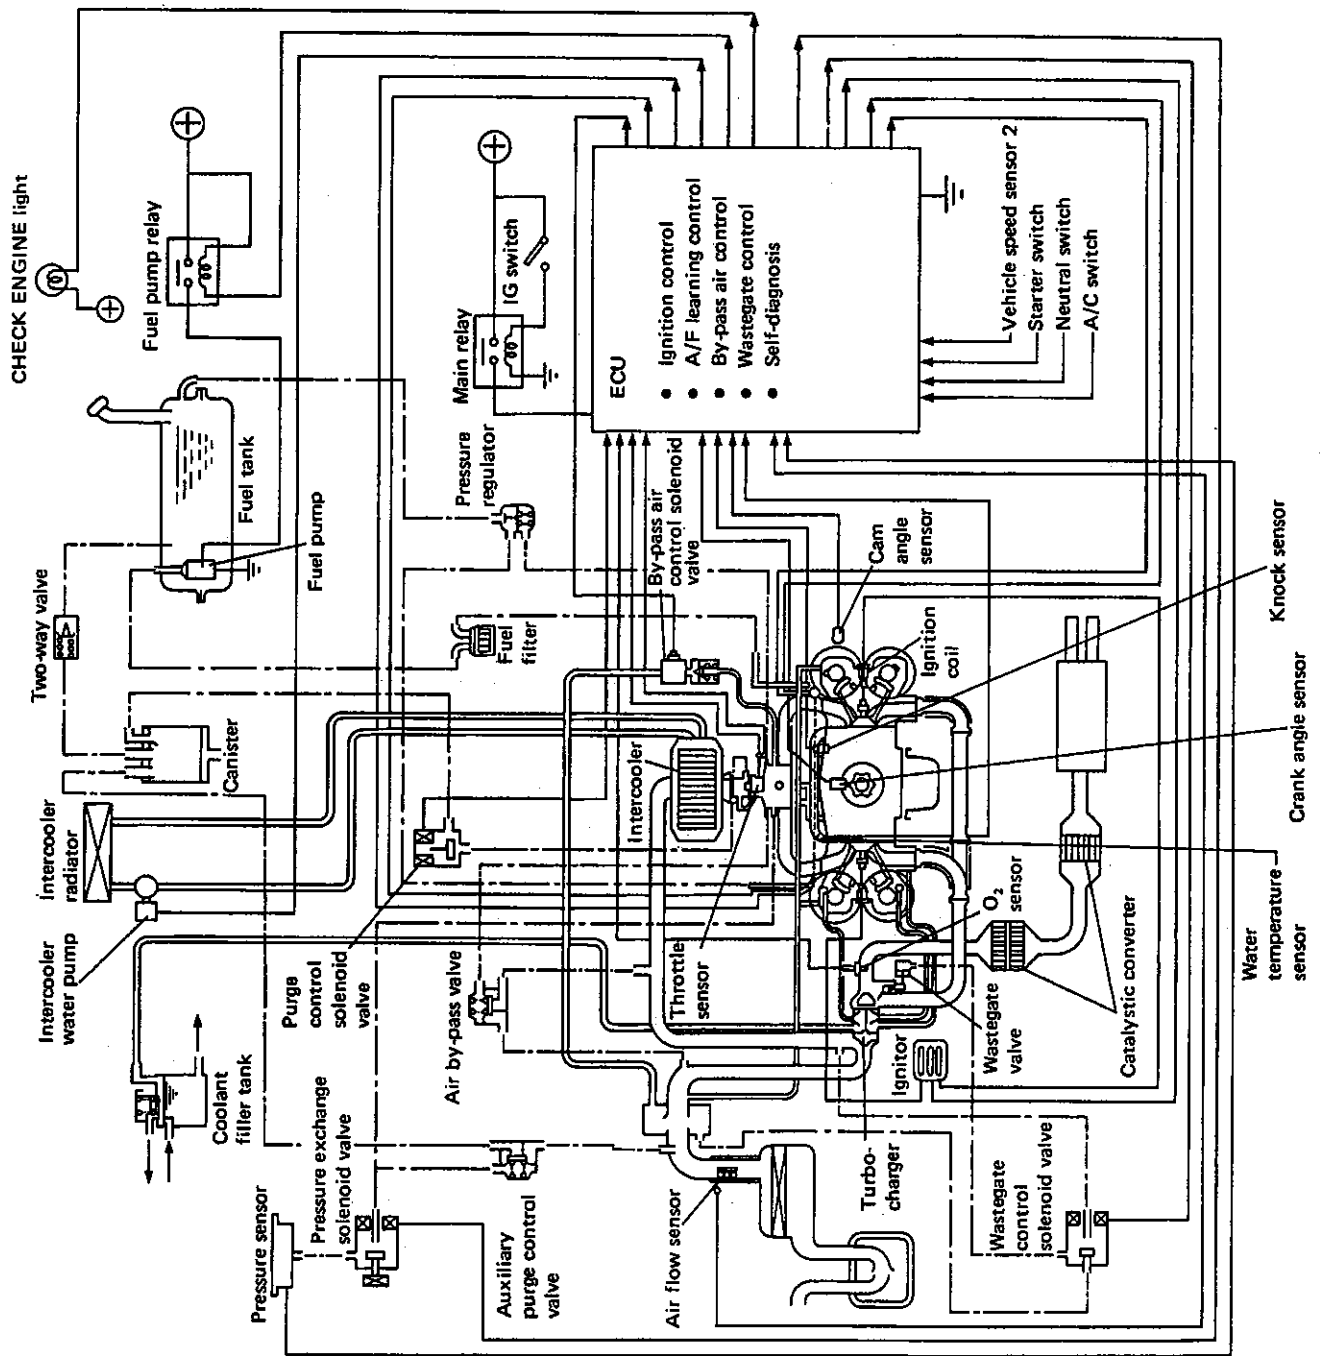 CHECK ENGINE light
Fuel pump relay
Fuel tank
Fuel pump
Two-way valve
Canister
Intercooler
radiator
Intercooler
water pump
Coolant
filler tank
Pressure sensor
Pressure exchange
solenoid valve
Auxiliary
purge control
valve
Purge
control
solenoid
valve
Air by-pass valve
Air flow sensor
Intercooler
Throttle
sensor
Fuel
filter
Pressure
regulator
By-pass air
control solenoid
valve
Main relay
IG switch
ECU
● Ignition control
● A/F learning control
● By-pass air control
● Wastegate control
● Self-diagnosis
Vehicle speed sensor 2
Starter switch
Neutral switch
A/C switch
Cam
angle
sensor
Ignition
coil
Knock sensor
Crank angle sensor
Water
temperature
sensor
O₂
sensor
Catalytic converter
Wastegate
valve
Ignitor
Turbo-
charger
Wastegate
control
solenoid valve